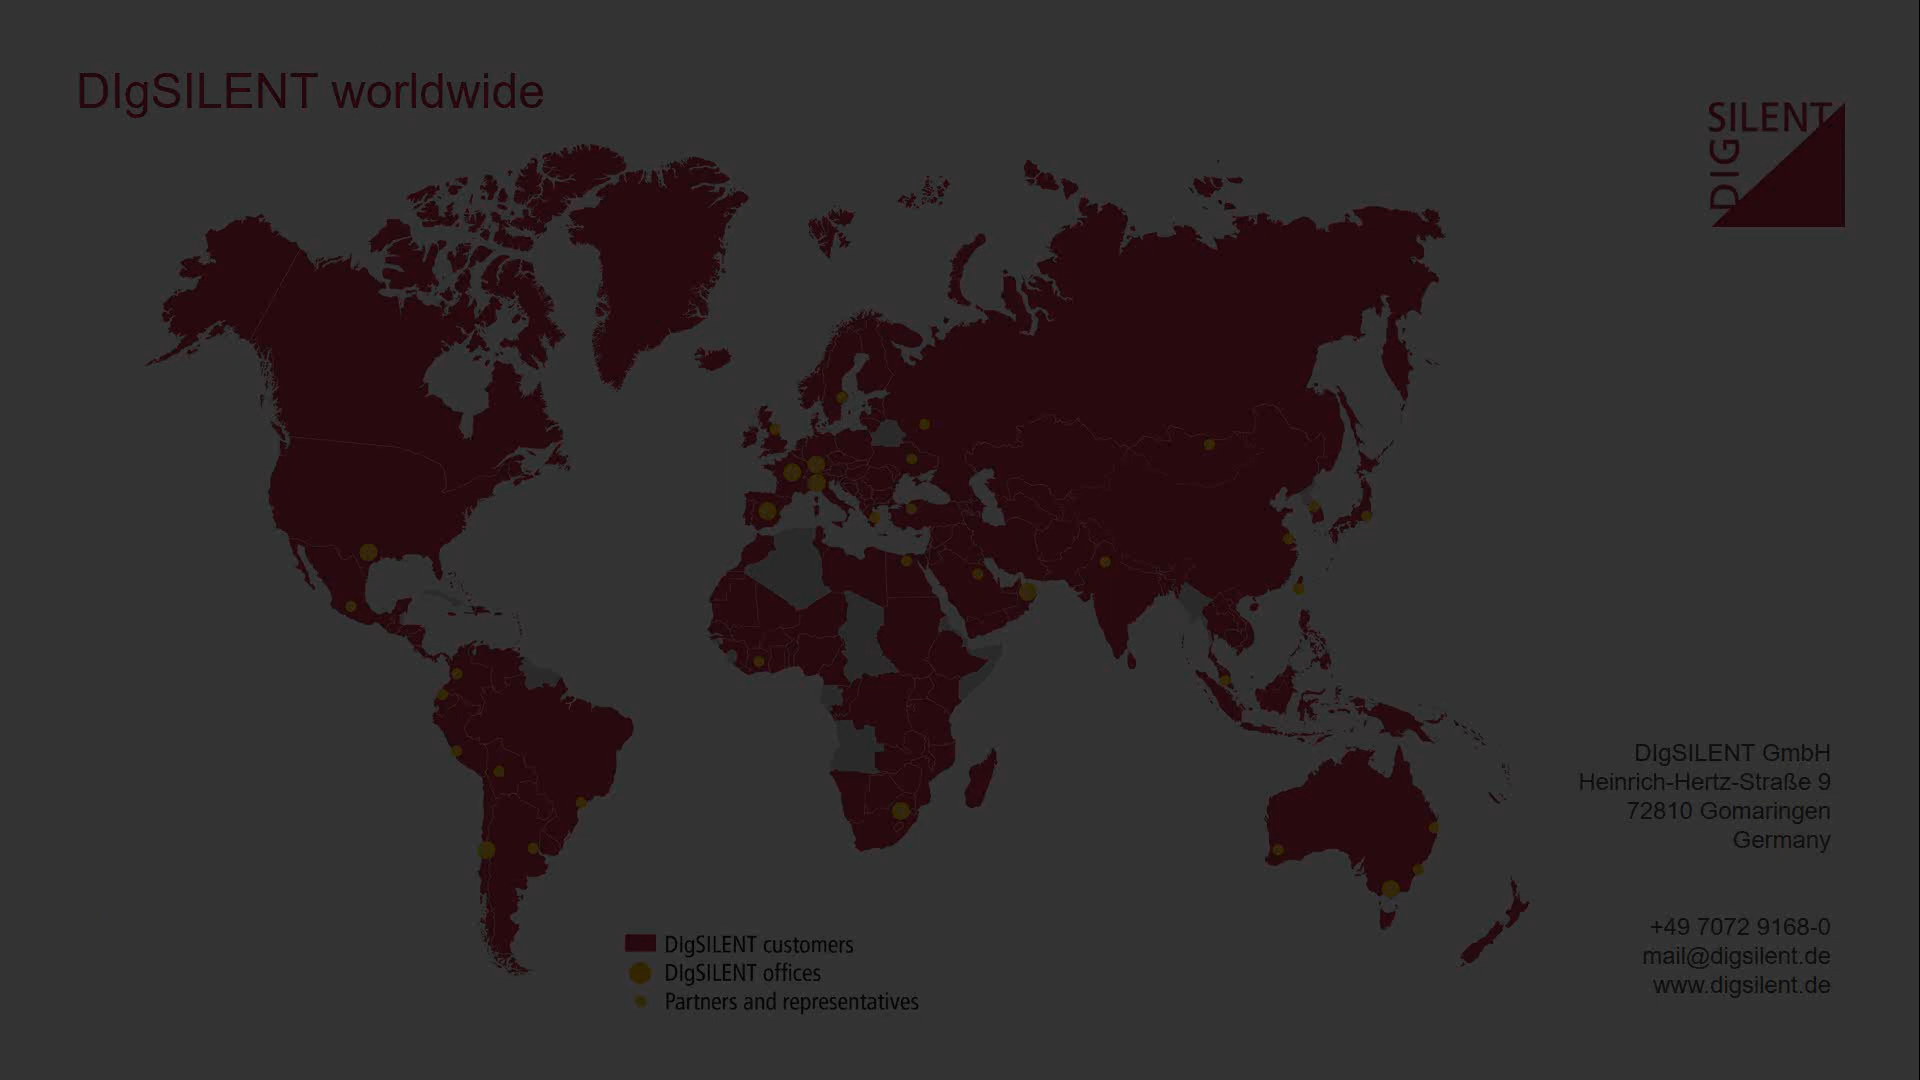 DIgSILENT worldwide
SILENT
DIG
DIgSILENT GmbH
Heinrich-Hertz-Straße 9
72810 Gomaringen
Germany
+49 7072 9168-0
mail@digsilent.de
www.digsilent.de
DIgSILENT customers
DIgSILENT offices
Partners and representatives